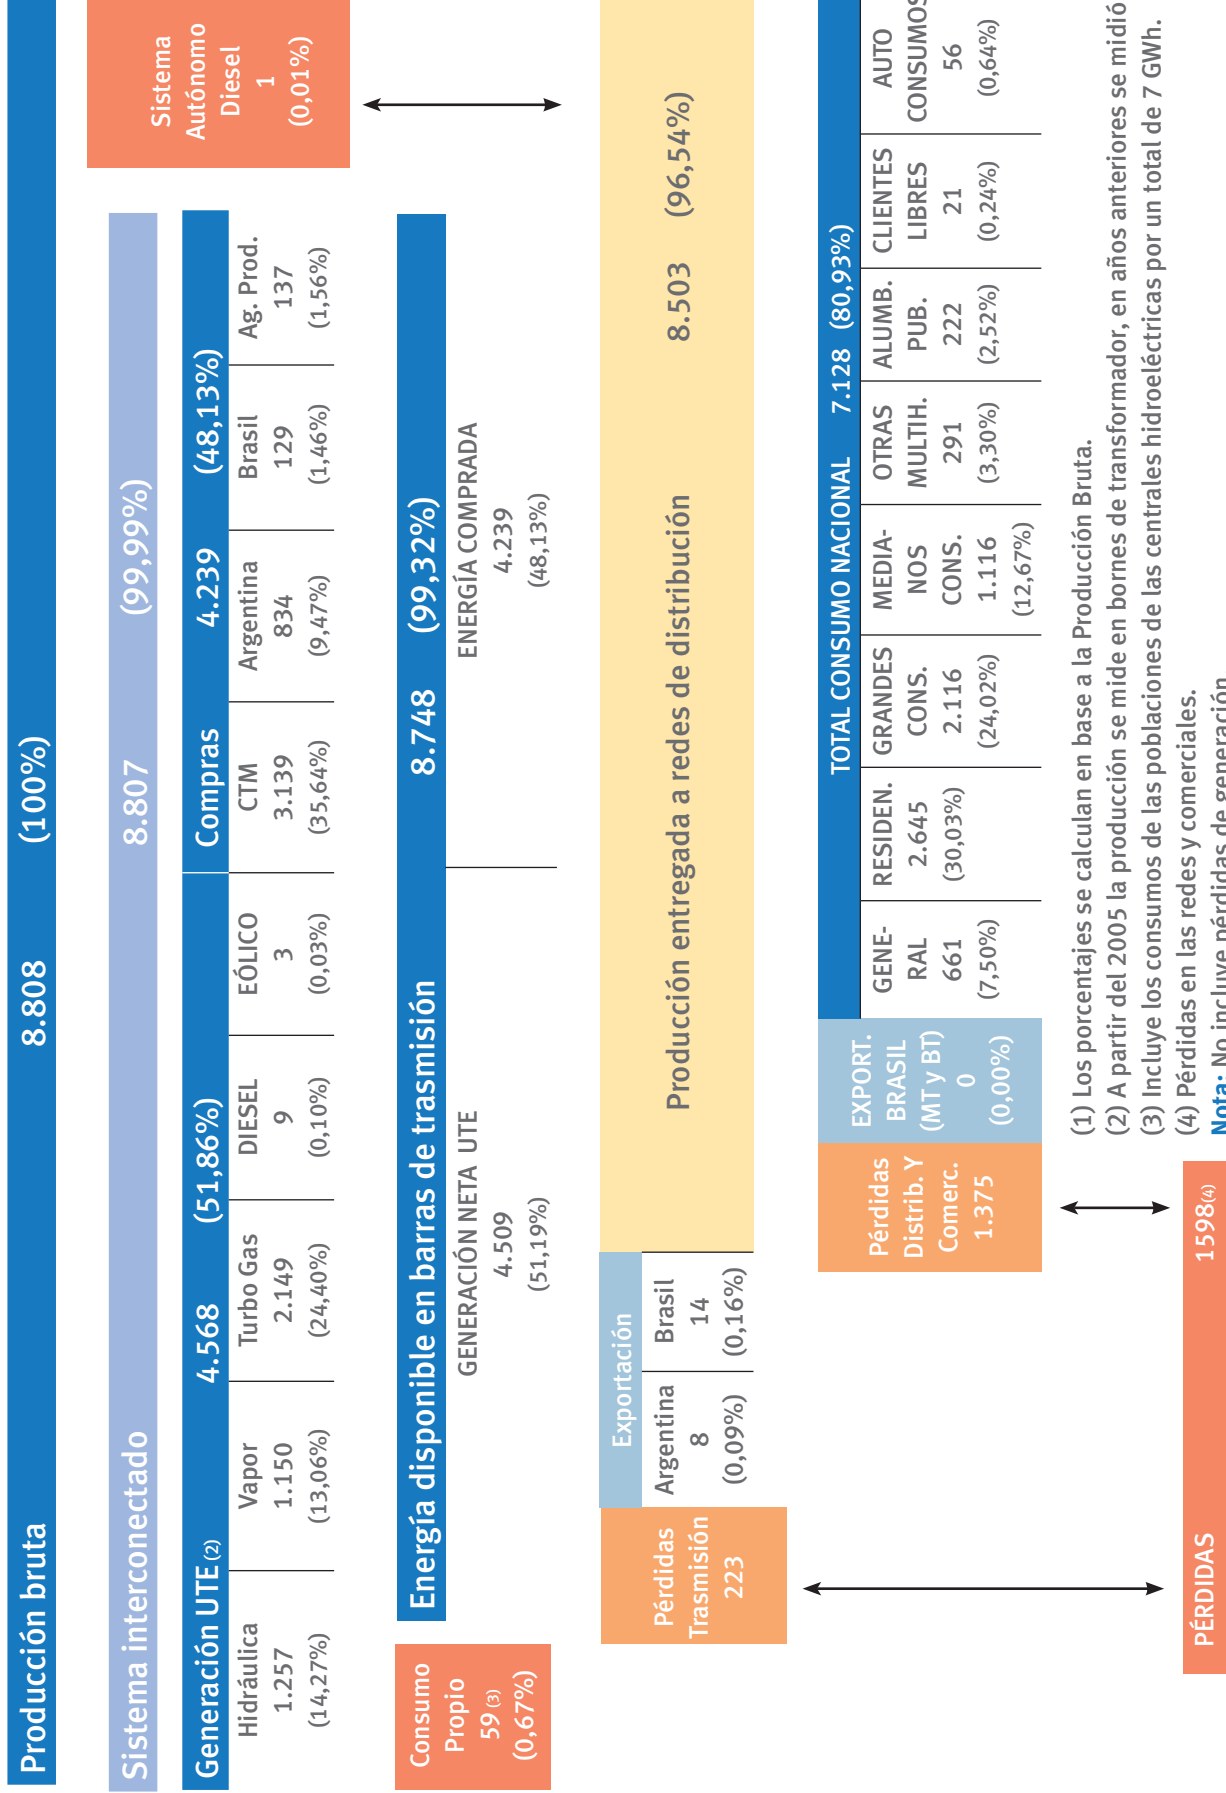 Producción bruta 8.808 (100%)
Sistema interconectado 8.807 (99,99%)
Sistema
Autónomo
Diesel
1
(0,01%)
Generación UTE (2) 4.568 (51,86%) Compras 4.239 (48,13%)
Hidráulica
1.257
(14,27%)
Vapor
1.150
(13,06%)
Turbo Gas
2.149
(24,40%)
DIESEL
9
(0,10%)
EÓLICO
3
(0,03%)
CTM
3.139
(35,64%)
Argentina
834
(9,47%)
Brasil
129
(1,46%)
Ag. Prod.
137
(1,56%)
Consumo
Propio
59 (3)
(0,67%)
Energía disponible en barras de trasmisión 8.748 (99,32%)
GENERACIÓN NETA UTE
4.509
(51,19%)
ENERGÍA COMPRADA
4.239
(48,13%)
Pérdidas
Trasmisión
223
Exportación
Argentina
8
(0,09%)
Brasil
14
(0,16%)
Producción entregada a redes de distribución 8.503 (96,54%)
Pérdidas
Distrib. Y
Comerc.
1.375
EXPORT.
BRASIL
(MT y BT)
0
(0,00%)
TOTAL CONSUMO NACIONAL 7.128 (80,93%)
GENE-
RAL
661
(7,50%)
RESIDEN.
2.645
(30,03%)
GRANDES
CONS.
2.116
(24,02%)
MEDIA-
NOS
CONS.
1.116
(12,67%)
OTRAS
MULTIH.
291
(3,30%)
ALUMB.
PUB.
222
(2,52%)
CLIENTES
LIBRES
21
(0,24%)
AUTO
CONSUMOS
56
(0,64%)
PÉRDIDAS 1598(4)
(1) Los porcentajes se calculan en base a la Producción Bruta.
(2) A partir del 2005 la producción se mide en bornes de transformador, en años anteriores se midió
(3) Incluye los consumos de las poblaciones de las centrales hidroeléctricas por un total de 7 GWh.
(4) Pérdidas en las redes y comerciales.
Nota: No incluye pérdidas de generación